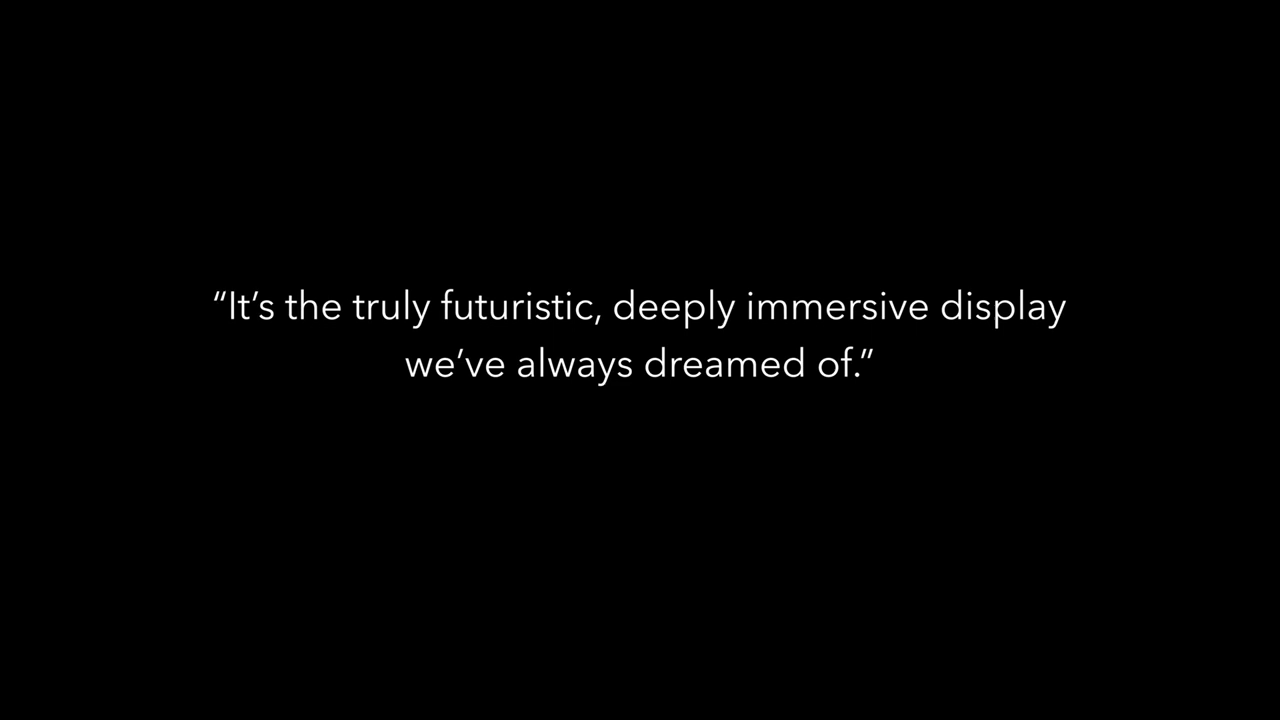 “It’s the truly futuristic, deeply immersive display
we’ve always dreamed of.”